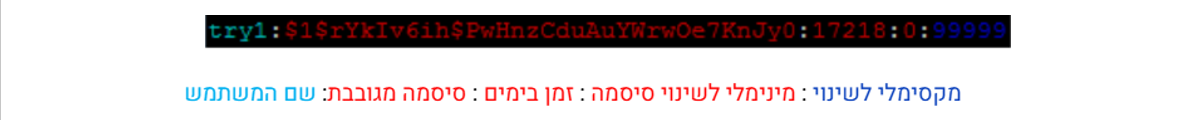 try1:$1$rYkIv6ih$PwHnzCduAuYWrwOe7KnJy0:17218:0:99999
מקסימלי לשינוי : מינימלי לשינוי סיסמה : זמן בימים : סיסמה מגובבת: שם המשתמש